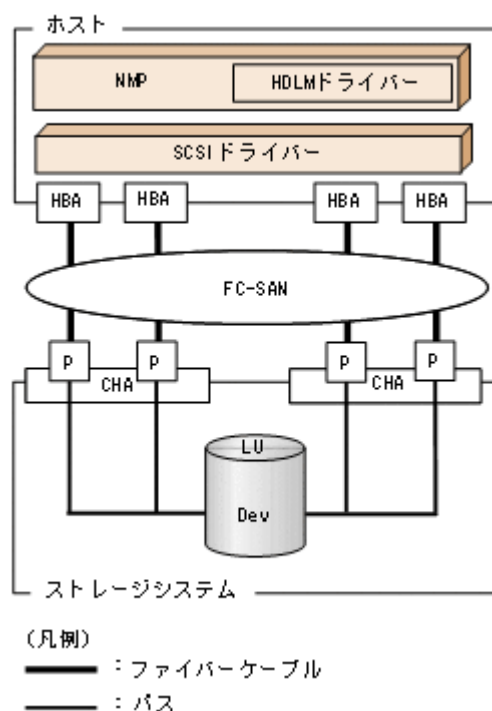 ホスト
NMP
HDLMドライバー
SCSIドライバー
HBA
HBA
HBA
HBA
FC-SAN
P
P
P
P
CHA
CHA
LU
Dev
ストレージシステム
(凡例)
：ファイバーケーブル
：パス